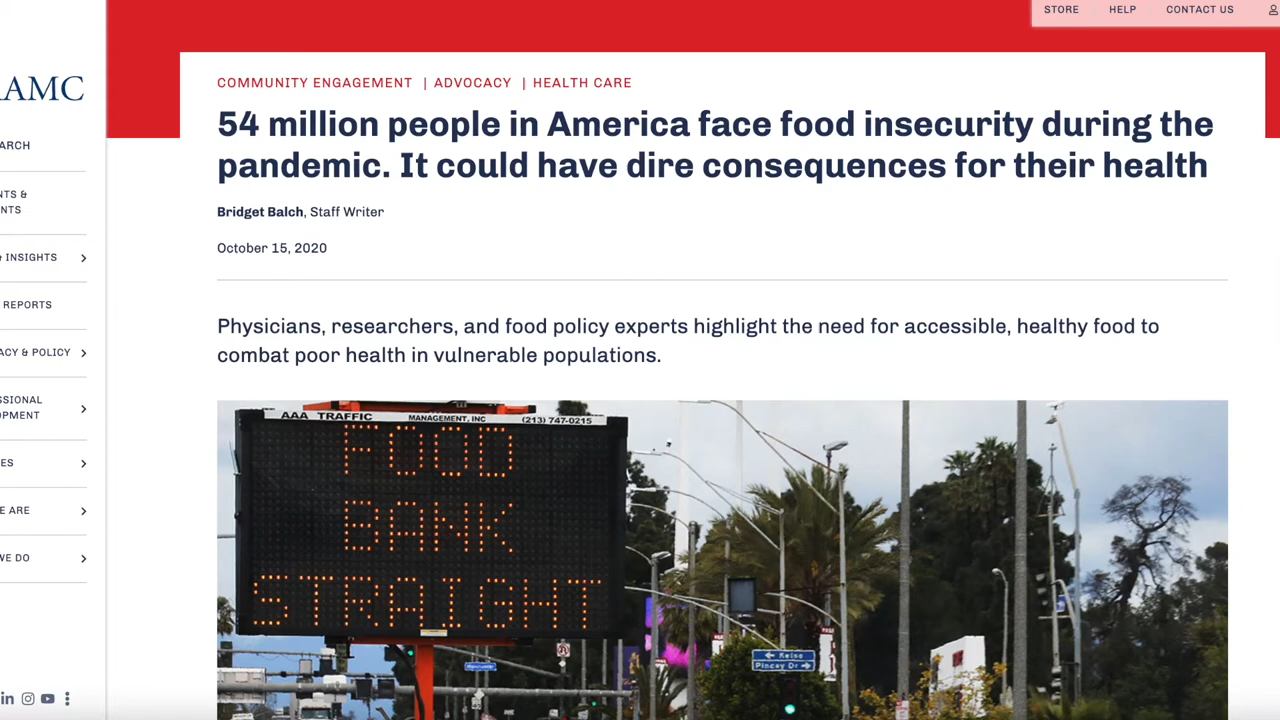 STORE HELP CONTACT US
AAMC
ARCH
NTS &
NTS
INSIGHTS
REPORTS
ACY & POLICY
SSIONAL
OPMENT
ES
E ARE
WE DO
COMMUNITY ENGAGEMENT | ADVOCACY | HEALTH CARE
54 million people in America face food insecurity during the
pandemic. It could have dire consequences for their health
Bridget Balch, Staff Writer
October 15, 2020
Physicians, researchers, and food policy experts highlight the need for accessible, healthy food to
combat poor health in vulnerable populations.
AAA TRAFFIC MANAGEMENT, INC (213) 747-0215
FOOD
BANK
STRAIGHT
Kelso
Pincay Dr